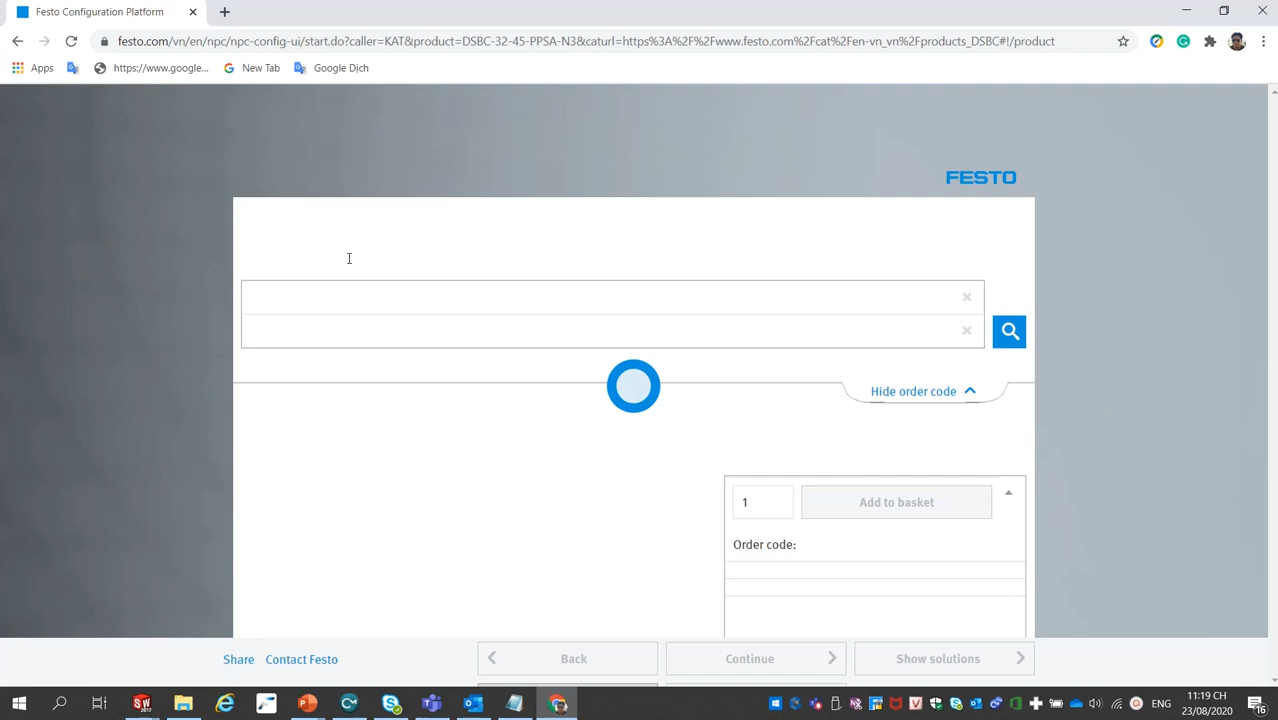 Festo Configuration Platform
festo.com/vn/en/npc/npc-config-ui/start.do?caller=KAT&product=DSBC-32-45-PPSA-N3&caturl=https%3A%2F%2Fwww.festo.com%2Fcat%2Fen-vn_vn%2Fproducts_DSBC#!/product
Apps https://www.google... New Tab Google Dịch
FESTO
Hide order code
1 Add to basket
Order code:
Share Contact Festo Back Continue Show solutions
ENG 11:19 CH
23/08/2020 16